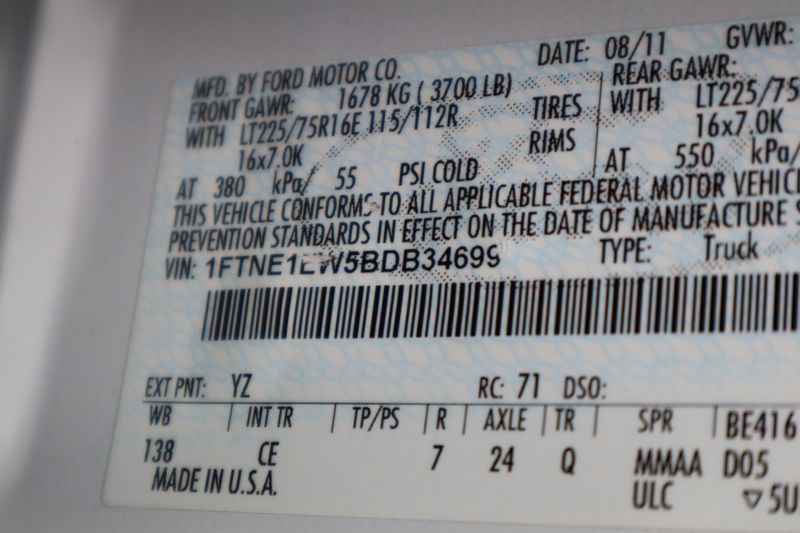 DATE: 08/11 GVWR:
MFD. BY FORD MOTOR CO.
FRONT GAWR: 1678 KG ( 3700 LB) REAR GAWR:
WITH LT225/75R16E 115/112R TIRES WITH LT225/75
16x7.0K RIMS 16x7.0K
AT 380 kPa/ 55 PSI COLD AT 550 kPa/
THIS VEHICLE CONFORMS TO ALL APPLICABLE FEDERAL MOTOR VEHIC
PREVENTION STANDARDS IN EFFECT ON THE DATE OF MANUFACTURE S
VIN: 1FTNE1EW5BDB34699 TYPE: Truck
EXT PNT: YZ RC: 71 DSO:
WB INT TR TP/PS R AXLE TR SPR BE416
138 CE 7 24 Q MMAA D05
MADE IN U.S.A. ULC ▽5U